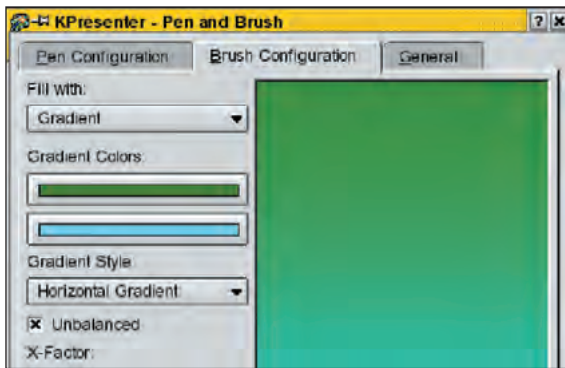 KPresenter - Pen and Brush
Pen Configuration
Brush Configuration
General
Fill with:
Gradient
Gradient Colors:
Gradient Style
Horizontal Gradient
Unbalanced
X-Factor: